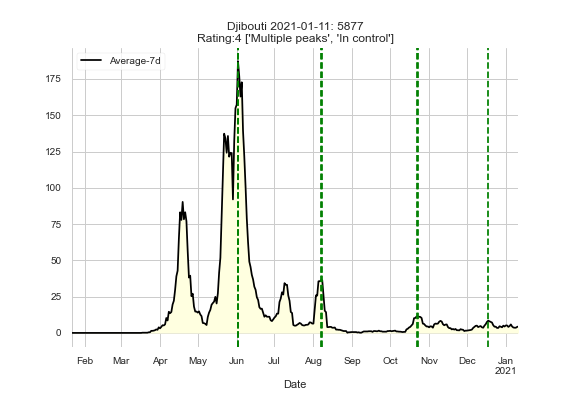 Djibouti 2021-01-11: 5877
Rating:4 ['Multiple peaks', 'In control']
Average-7d
175
150
125
100
75
50
25
0
Feb Mar Apr May Jun Jul Aug Sep Oct Nov Dec Jan
2021
Date